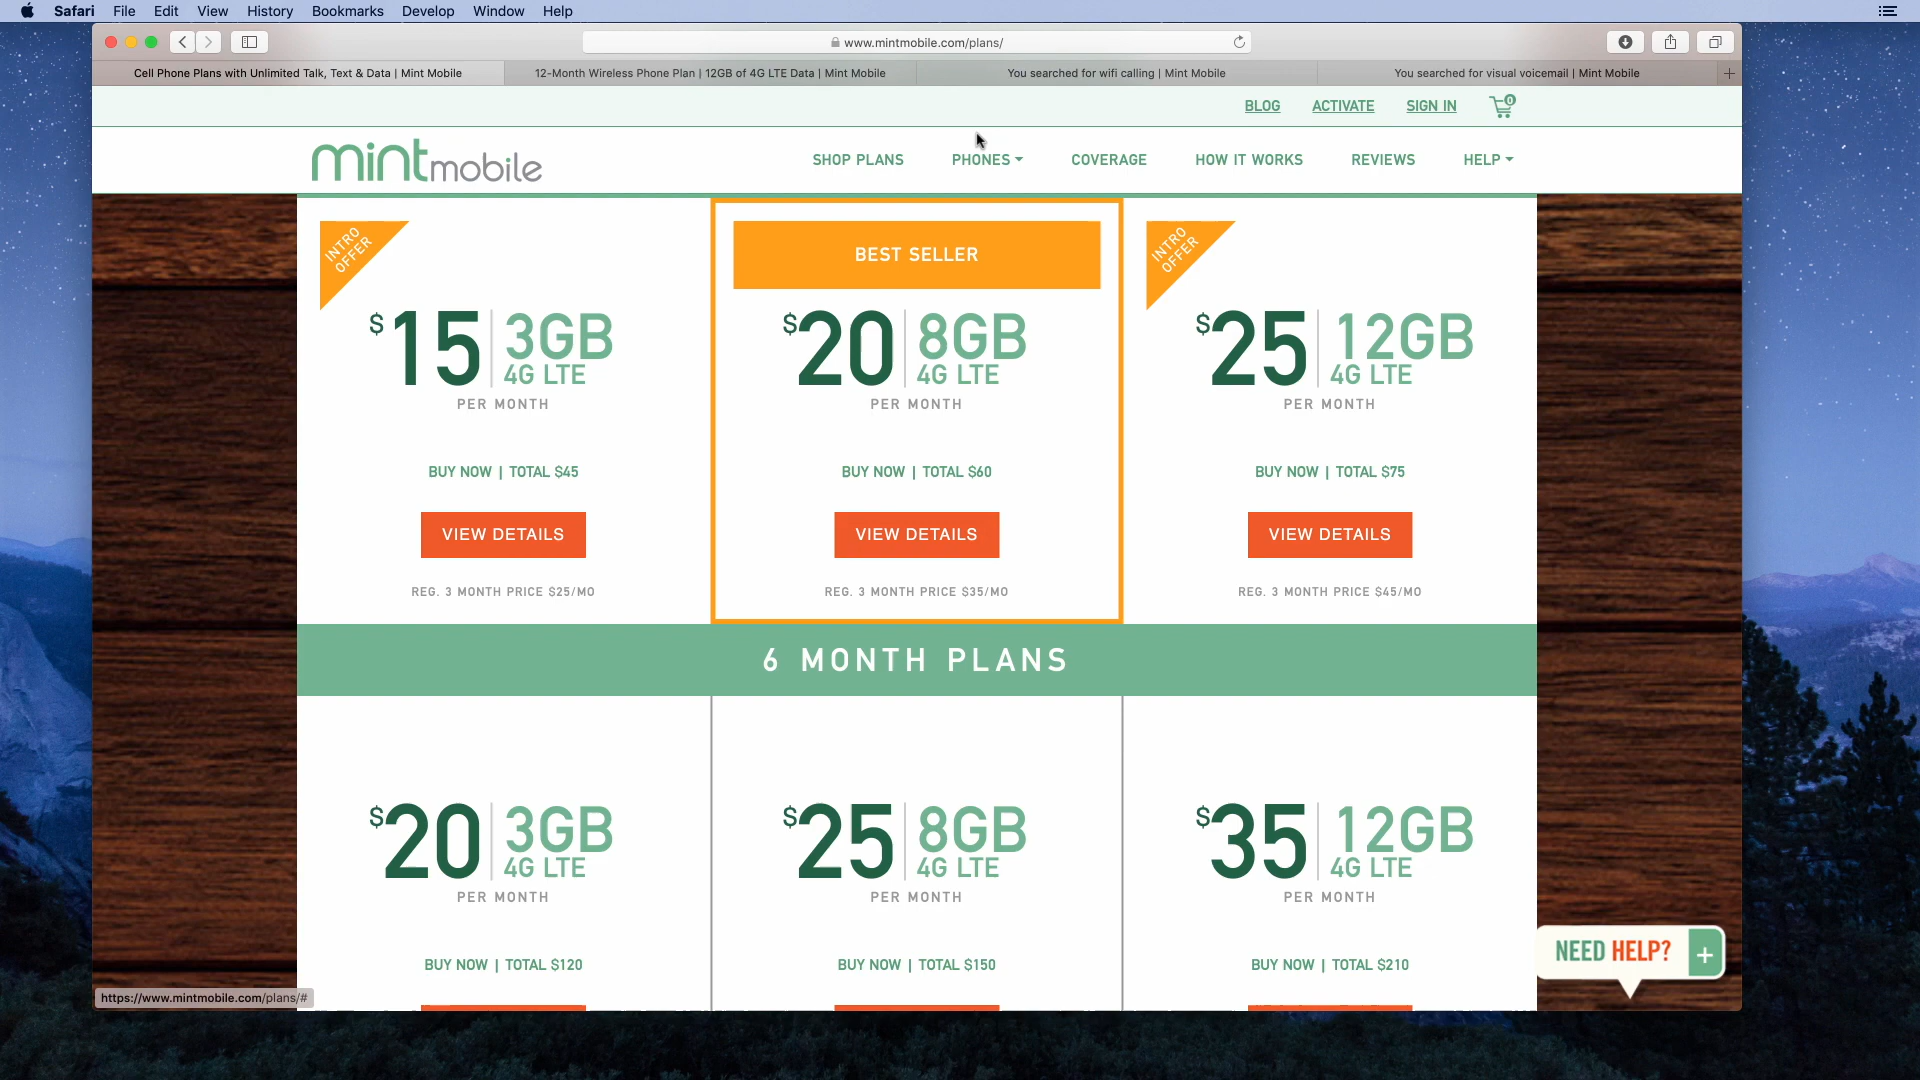 Safari File Edit View History Bookmarks Develop Window Help
www.mintmobile.com/plans/
Cell Phone Plans with Unlimited Talk, Text & Data | Mint Mobile
12-Month Wireless Phone Plan | 12GB of 4G LTE Data | Mint Mobile
You searched for wifi calling | Mint Mobile
You searched for visual voicemail | Mint Mobile
BLOG ACTIVATE SIGN IN 0
mintmobile
SHOP PLANS PHONES COVERAGE HOW IT WORKS REVIEWS HELP
INTRO
OFFER
$15 3GB
4G LTE
PER MONTH
BUY NOW | TOTAL $45
VIEW DETAILS
REG. 3 MONTH PRICE $25/MO
BEST SELLER
$20 8GB
4G LTE
PER MONTH
BUY NOW | TOTAL $60
VIEW DETAILS
REG. 3 MONTH PRICE $35/MO
INTRO
OFFER
$25 12GB
4G LTE
PER MONTH
BUY NOW | TOTAL $75
VIEW DETAILS
REG. 3 MONTH PRICE $45/MO
6 MONTH PLANS
$20 3GB
4G LTE
PER MONTH
BUY NOW | TOTAL $120
$25 8GB
4G LTE
PER MONTH
BUY NOW | TOTAL $150
$35 12GB
4G LTE
PER MONTH
BUY NOW | TOTAL $210
NEED HELP? +
https://www.mintmobile.com/plans/#